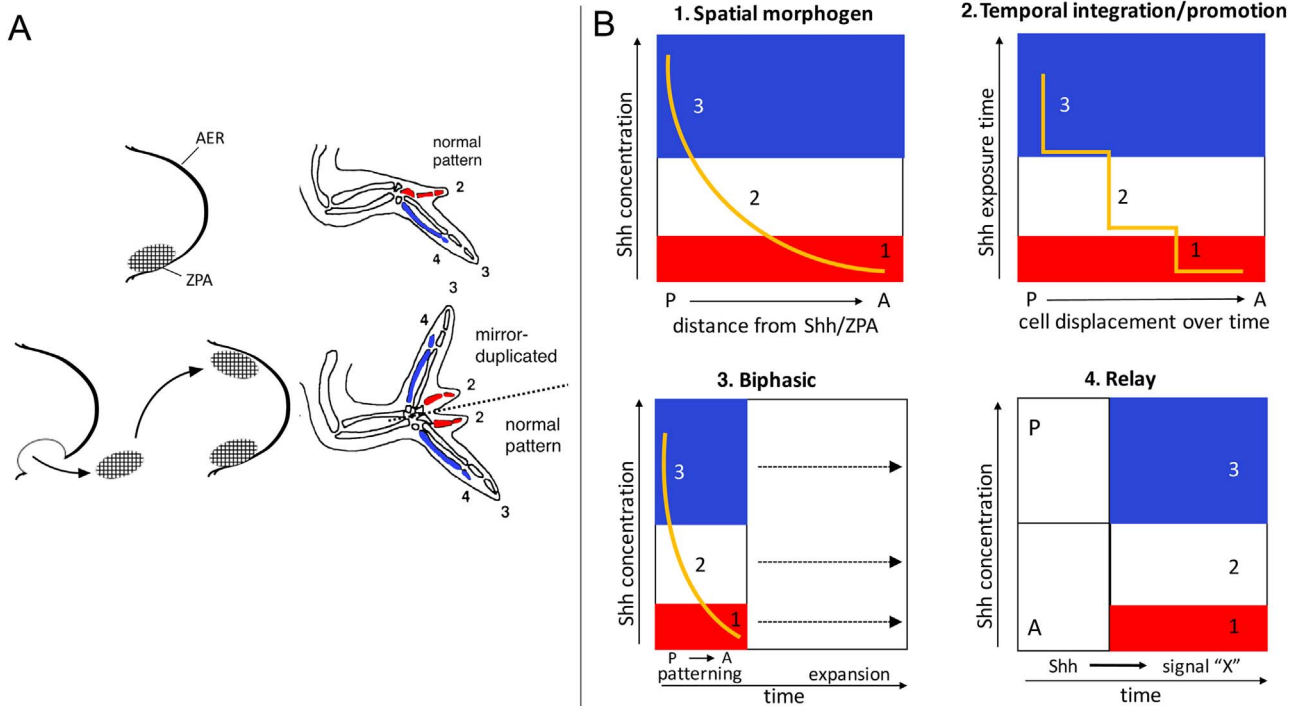 A
AER
ZPA
normal
pattern
2
4
3
3
4
mirror-
duplicated
2
2
normal
pattern
4
3
B
1. Spatial morphogen
Shh concentration
3
2
1
P
A
distance from Shh/ZPA
2. Temporal integration/promotion
Shh exposure time
3
2
1
P
A
cell displacement over time
3. Biphasic
Shh concentration
3
2
1
P
A
patterning
expansion
time
4. Relay
Shh concentration
P
A
3
2
1
Shh
signal "X"
time